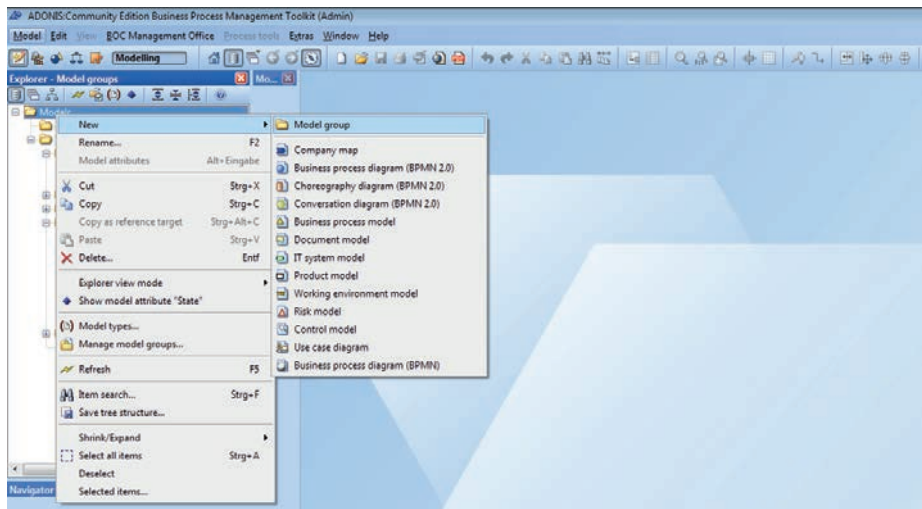 ADONIS:Community Edition Business Process Management Toolkit (Admin)
Model Edit View BOC Management Office Process tools Extras Window Help
Modelling
Explorer - Model groups
Mo...
Models
New
Rename... F2
Model attributes Alt+Eingabe
Cut Strg+X
Copy Strg+C
Copy as reference target Strg+Alt+C
Paste Strg+V
Delete... Entf
Explorer view mode
Show model attribute "State"
Model types...
Manage model groups...
Refresh F5
Item search... Strg+F
Save tree structure...
Shrink/Expand
Select all items Strg+A
Deselect
Selected items...
Model group
Company map
Business process diagram (BPMN 2.0)
Choreography diagram (BPMN 2.0)
Conversation diagram (BPMN 2.0)
Business process model
Document model
IT system model
Product model
Working environment model
Risk model
Control model
Use case diagram
Business process diagram (BPMN)
Navigator